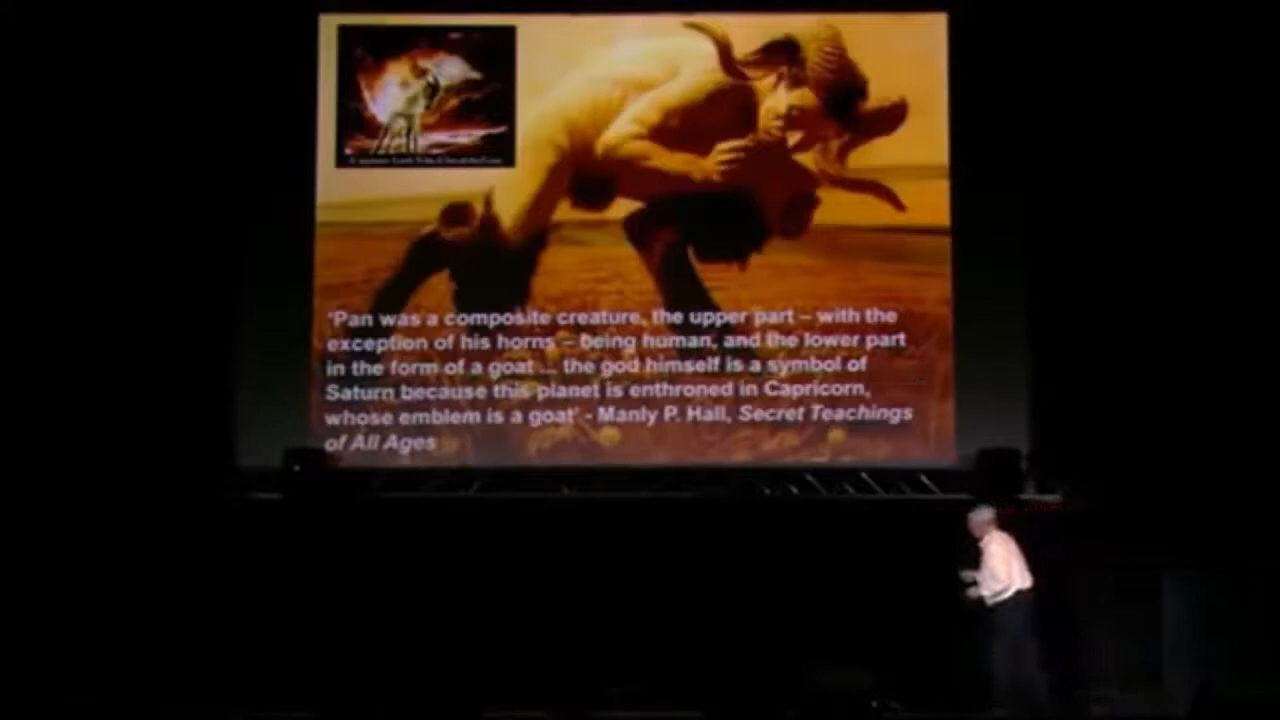 'Pan was a composite creature, the upper part – with the
exception of his horns – being human, and the lower part
in the form of a goat ... the god himself is a symbol of
Saturn because this planet is enthroned in Capricorn,
whose emblem is a goat' - Manly P. Hall, Secret Teachings
of All Ages